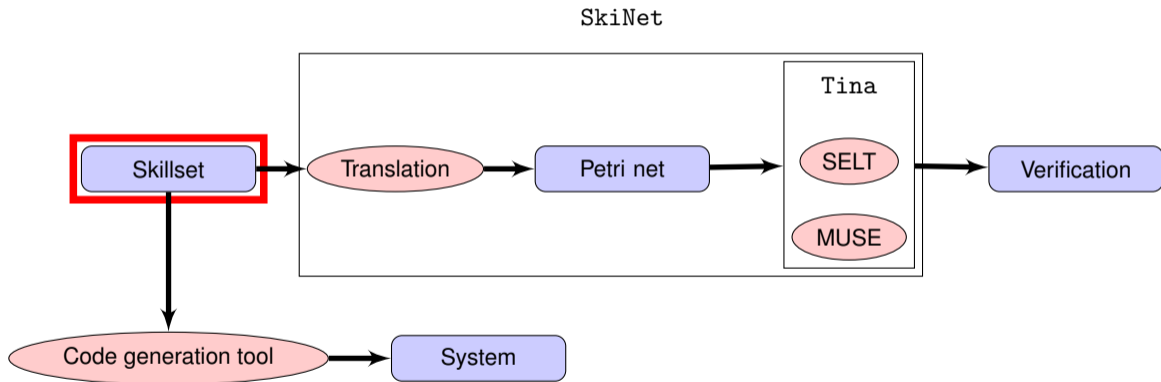 SkiNet
Tina
Skillset
Translation
Petri net
SELT
Verification
MUSE
Code generation tool
System